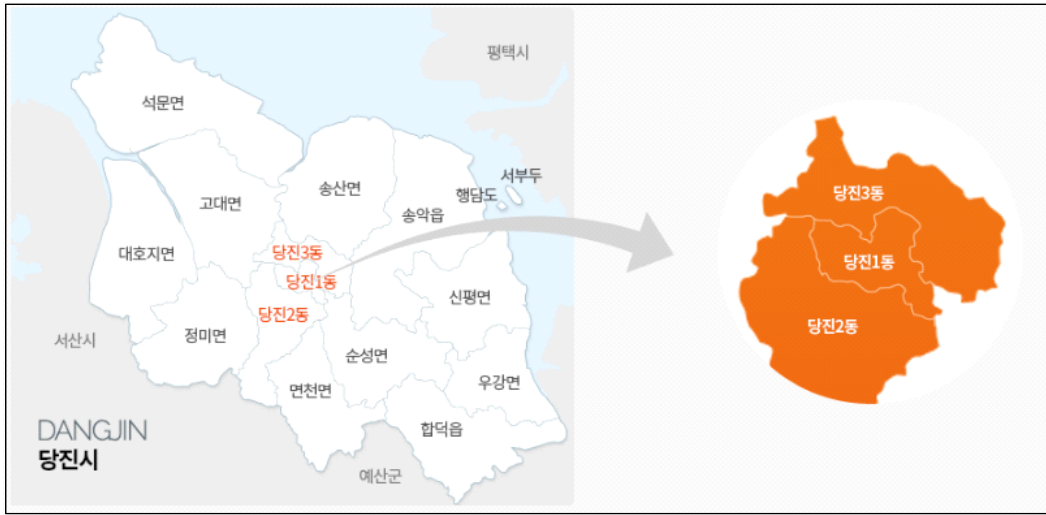 평택시
석문면
송산면
서부두
행담도
고대면
송악읍
당진3동
대호지면
당진3동
당진1동
당진1동
신평면
당진2동
당진2동
정미면
서산시
순성면
면천면
우강면
합덕읍
DANGJIN
당진시
예산군